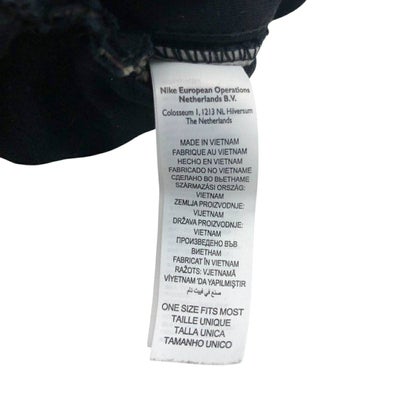 Nike European Operations
Netherlands B.V.
Colosseum 1, 1213 NL Hilversum
The Netherlands
MADE IN VIETNAM
FABRIQUE AU VIETNAM
HECHO EN VIETNAM
FABRICADO NO VIETNAME
СДЕЛАНО ВО ВЬЕТНАМЕ
SZÁRMAZÁSI ORSZÁG:
VIETNAM
ZEMLJA PROIZVODNJE:
VIJETNAM
DRŽAVA PROIZVODNJE:
VIETNAM
ПРОИЗВЕДЕНО ВЪВ
ВИЕТНАМ
FABRICAT ÎN VIETNAM
RAŽOTS: VJETNAMĀ
VİYETNAM'DA YAPILMIŞTIR
صنع في فييت نام
ONE SIZE FITS MOST
TAILLE UNIQUE
TALLA UNICA
TAMANHO UNICO